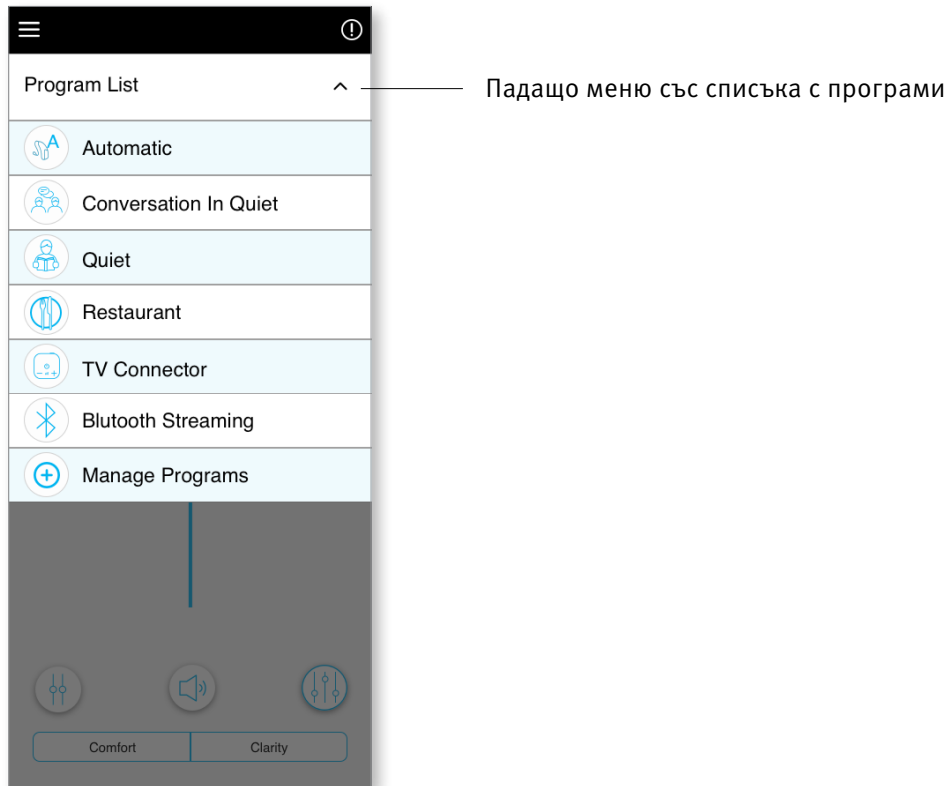 Program List
Падащо меню със списъка с програми
A
Automatic
Conversation In Quiet
Quiet
Restaurant
TV Connector
Blutooth Streaming
Manage Programs
Comfort
Clarity